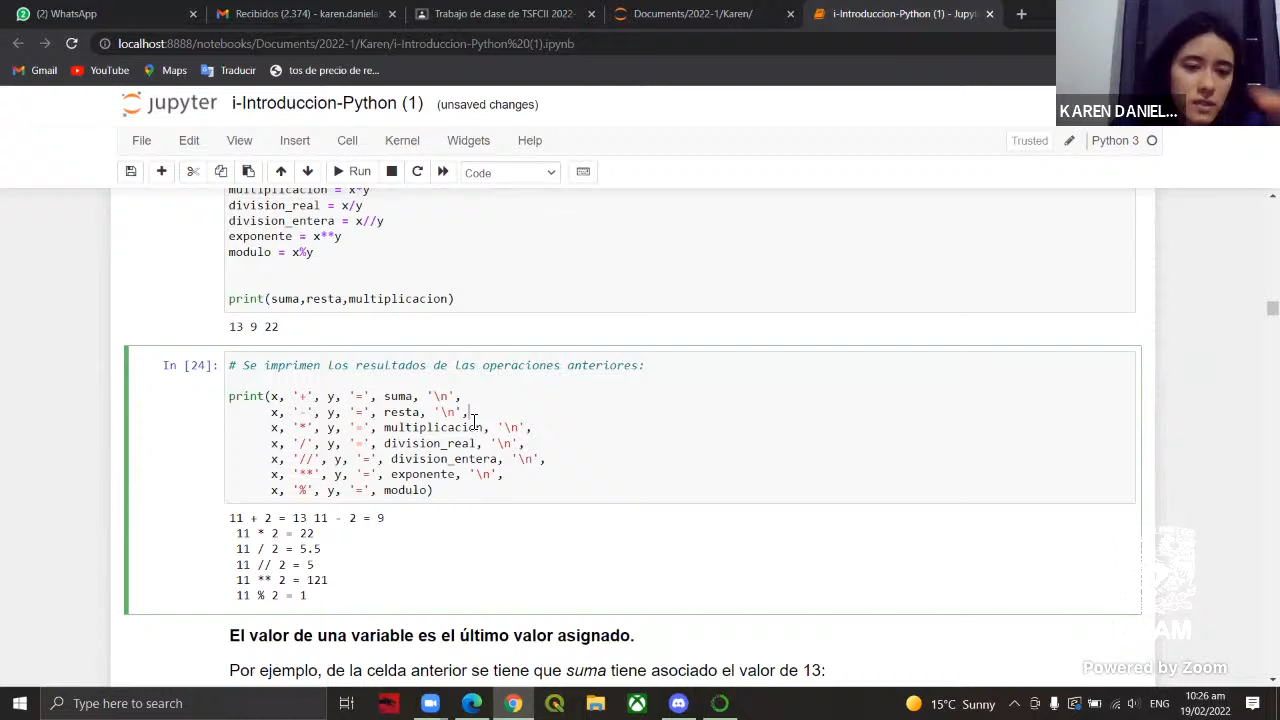 WhatsApp
Recibidos (2.374) - karen.daniela
Trabajo de clase de TSFCII 2022-
Documents/2022-1/Karen/
i-Introduccion-Python (1) - Jupyt
localhost:8888/notebooks/Documents/2022-1/Karen/i-Introduccion-Python%20(1).ipynb
Gmail YouTube Maps Traducir tos de precio de re...
KAREN DANIEL...
jupyter i-Introduccion-Python (1) (unsaved changes)
File Edit View Insert Cell Kernel Widgets Help Trusted Python 3
Run Code
multiplicacion = x*y
division_real = x/y
division_entera = x//y
exponente = x**y
modulo = x%y
print(suma,resta,multiplicacion)
13 9 22
In [24]: # Se imprimen los resultados de las operaciones anteriores:
print(x, '+', y, '=', suma, '\n',
x, '-', y, '=', resta, '\n',
x, '*', y, '=', multiplicacion, '\n',
x, '/', y, '=', division_real, '\n',
x, '//', y, '=', division_entera, '\n',
x, '**', y, '=', exponente, '\n',
x, '%', y, '=', modulo)
11 + 2 = 13 11 - 2 = 9
11 * 2 = 22
11 / 2 = 5.5
11 // 2 = 5
11 ** 2 = 121
11 % 2 = 1
El valor de una variable es el último valor asignado.
Por ejemplo, de la celda anterior se tiene que suma tiene asociado el valor de 13:
Powered by Zoom
Type here to search
15°C Sunny
ENG
10:26 am
19/02/2022